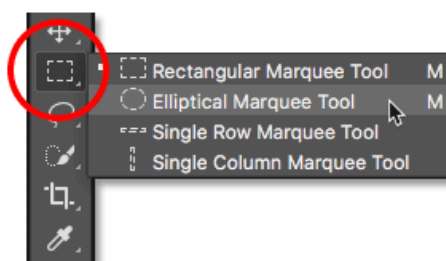 Rectangular Marquee Tool M
Elliptical Marquee Tool M
Single Row Marquee Tool
Single Column Marquee Tool